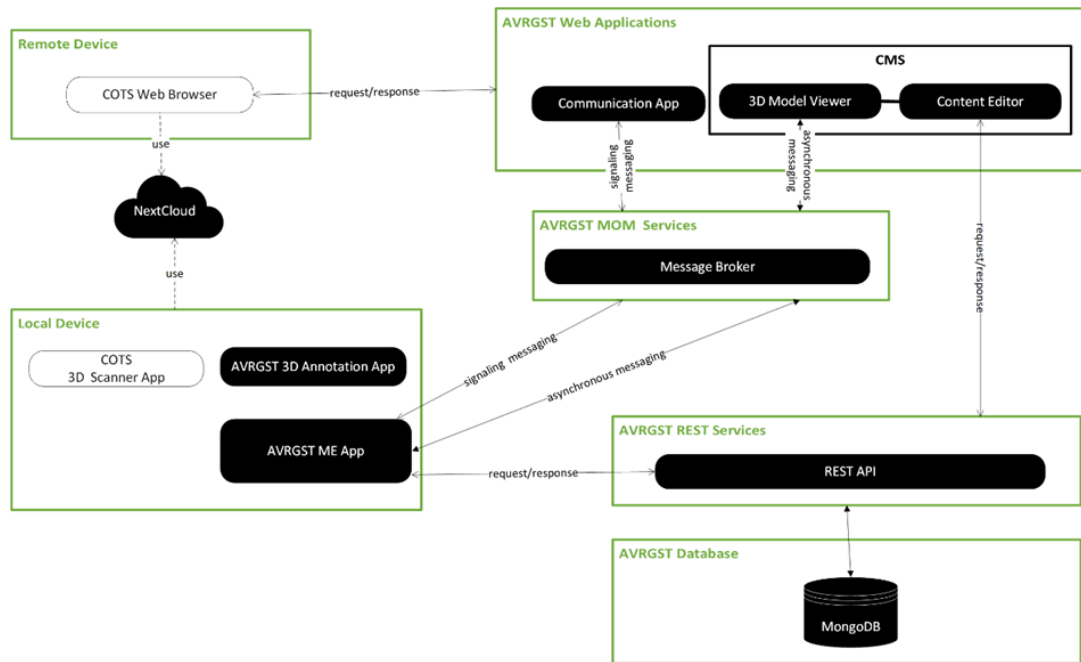 AVRGST Web Applications
Remote Device
CMS
COTS Web Browser
request/response
Communication App
3D Model Viewer
Content Editor
use
signaling
messaging
asynchronous
messaging
NextCloud
AVRGST MOM Services
request/response
Message Broker
use
Local Device
COTS
3D Scanner App
AVRGST 3D Annotation App
signaling messaging
asynchronous messaging
AVRGST ME App
AVRGST REST Services
request/response
REST API
AVRGST Database
MongoDB